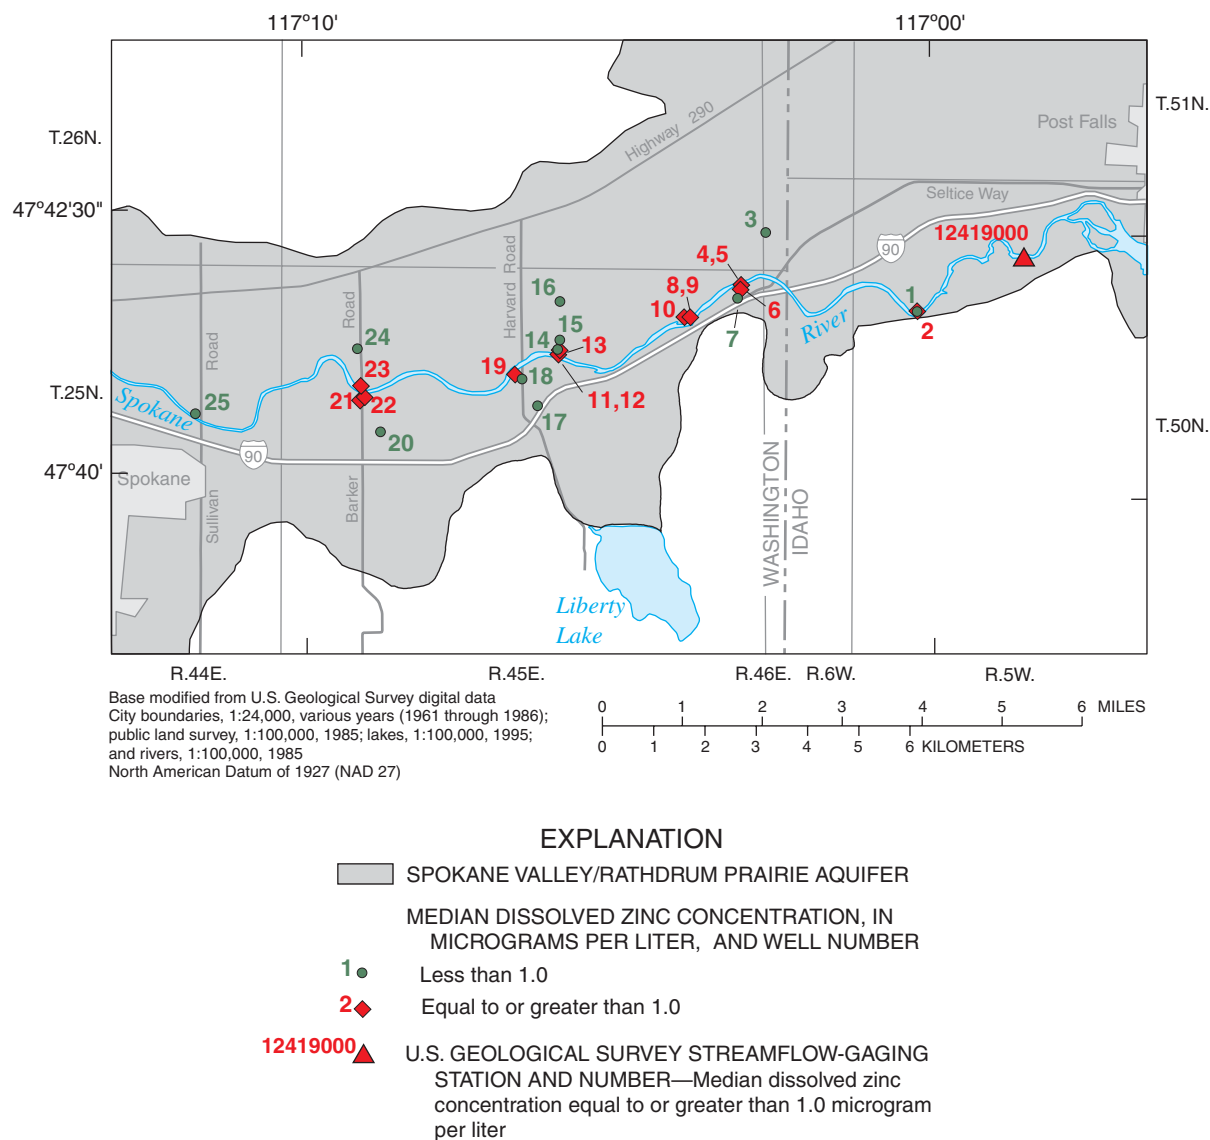 117°10'
117°00'
T.51N.
T.26N.
Post Falls
Highway 290
Seltice Way
47°42'30"
3
12419000
Harvard Road
4,5
90
8,9
16
10
6
1
Road
15
River
2
24
14
13
7
Road
23
19
18
11,12
T.25N.
25
21
22
17
Spokane
20
T.50N.
90
47°40'
Spokane
Sullivan
Barker
WASHINGTON
IDAHO
Liberty
Lake
R.44E.
R.45E.
R.46E.
R.6W.
R.5W.
Base modified from U.S. Geological Survey digital data
City boundaries, 1:24,000, various years (1961 through 1986);
public land survey, 1:100,000, 1985; lakes, 1:100,000, 1995;
and rivers, 1:100,000, 1985
North American Datum of 1927 (NAD 27)
0 1 2 3 4 5 6 MILES
0 1 2 3 4 5 6 KILOMETERS
EXPLANATION
SPOKANE VALLEY/RATHDRUM PRAIRIE AQUIFER
MEDIAN DISSOLVED ZINC CONCENTRATION, IN
MICROGRAMS PER LITER, AND WELL NUMBER
1 Less than 1.0
2 Equal to or greater than 1.0
12419000 U.S. GEOLOGICAL SURVEY STREAMFLOW-GAGING
STATION AND NUMBER—Median dissolved zinc
concentration equal to or greater than 1.0 microgram
per liter